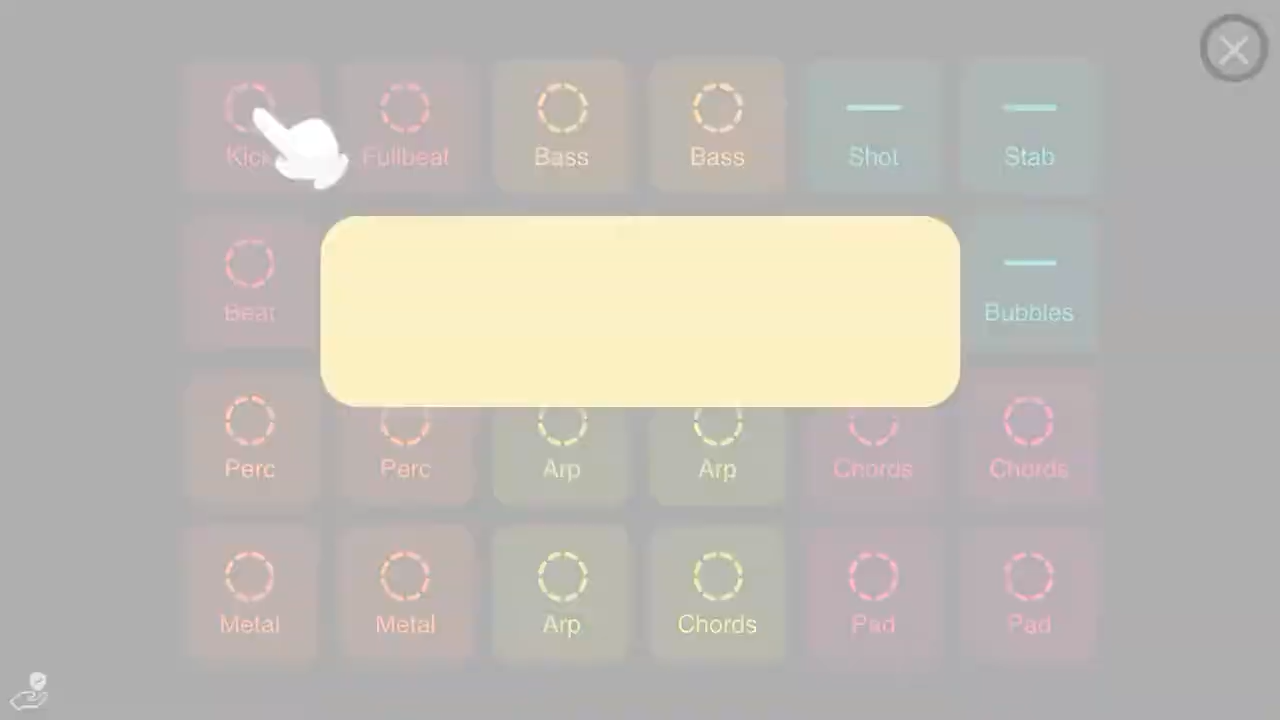 Kick Fullbeat Bass Bass Shot Stab
Beat Bubbles
Perc Perc Arp Arp Chords Chords
Metal Metal Arp Chords Pad Pad